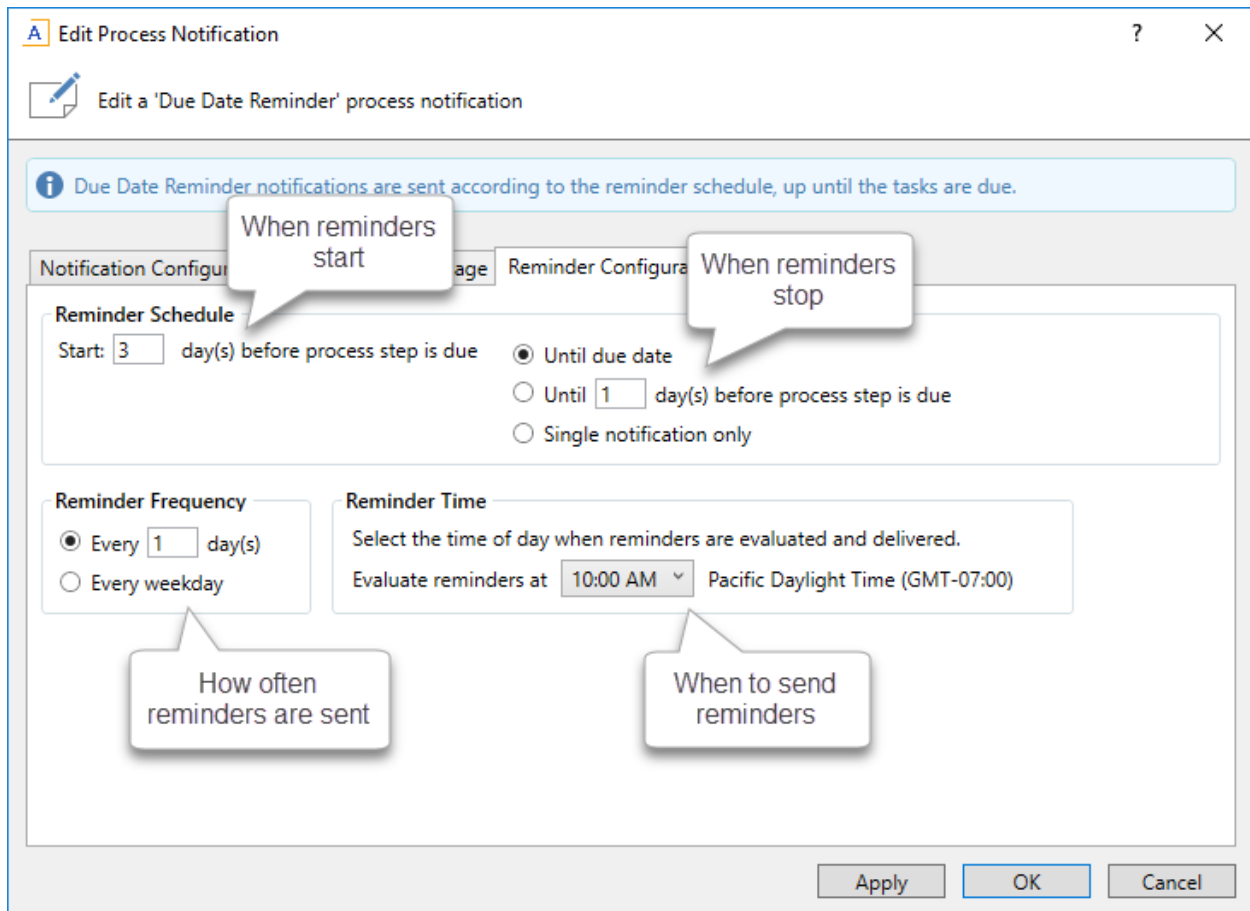 A Edit Process Notification ?
Edit a 'Due Date Reminder' process notification
Due Date Reminder notifications are sent according to the reminder schedule, up until the tasks are due.
When reminders
start
When reminders
stop
Notification Reminder
Reminder Schedule
Start: 3 day(s) before process step is due
Until due date
Until 1 day(s) before process step is due
Single notification only
Reminder Frequency
Every 1 day(s)
Every weekday
Reminder Time
Select the time of day when reminders are evaluated and delivered.
Evaluate reminders at 10:00 AM Pacific Daylight Time (GMT-07:00)
How often
reminders are sent
When to send
reminders
Apply OK Cancel